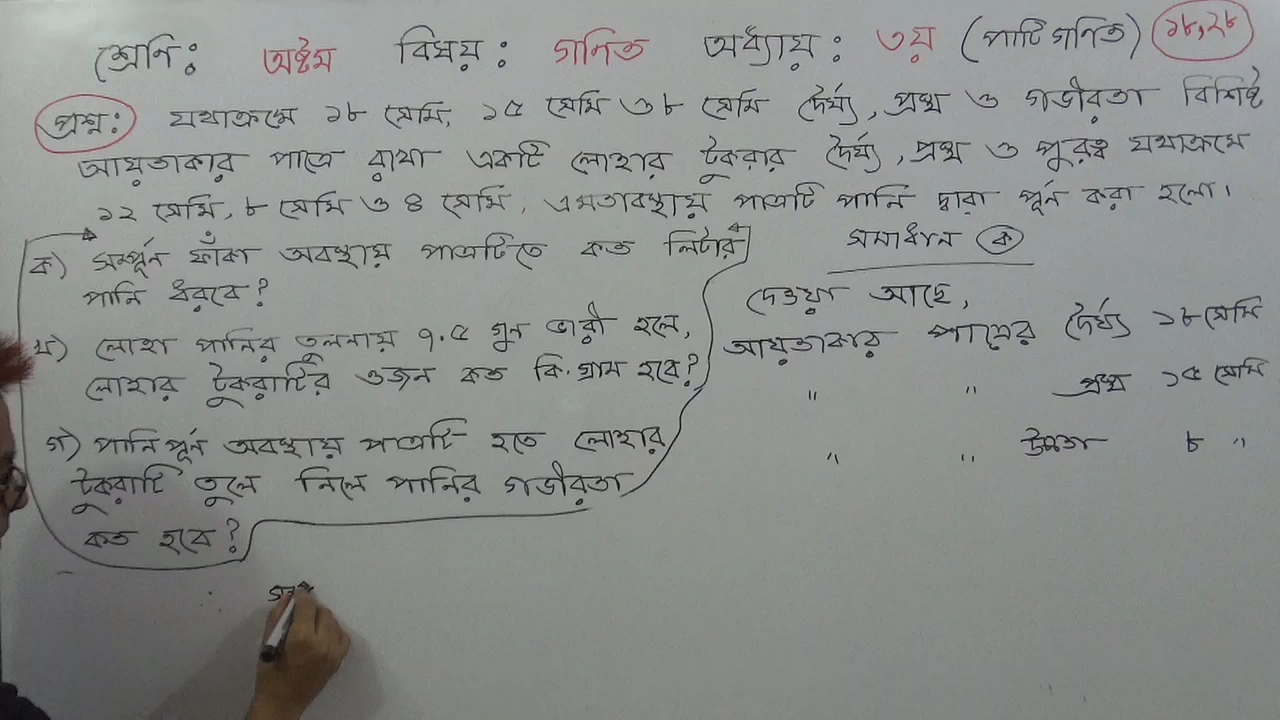 শ্রেণি: অষ্টম বিষয়: গনিত অধ্যায়: ৩য় (পাটিগনিত) ১৮,২৮
প্রশ্ন: যথাক্রমে ১৮ সেমি, ১৫ সেমি ও ৮ সেমি দৈর্ঘ্য, প্রস্থ ও গভীরতা বিশিষ্ট
আয়তাকার পাত্রে রাখা একটি লোহার টুকরার দৈর্ঘ্য, প্রস্থ ও পুরুত্ব যথাক্রমে
১২ সেমি, ৮ সেমি ও ৪ সেমি, এমতাবস্থায় পাত্রটি পানি দ্বারা পূর্ন করা হলো।
ক) সম্পূর্ন ফাঁকা অবস্থায় পাত্রটিতে কত লিটার
পানি ধরবে?
খ) লোহা পানির তুলনায় ৭.৫ গুন ভারী হলে,
লোহার টুকরাটির ওজন কত কি.গ্রাম হবে?
গ) পানিপূর্ন অবস্থায় পাত্রটি হতে লোহার
টুকরাটি তুলে নিলে পানির গভীরতা
কত হবে?
সমাধান ক
দেওয়া আছে,
আয়তাকার পাত্রের দৈর্ঘ্য ১৮ সেমি
" " প্রস্থ ১৫ সেমি
" " উচ্চতা ৮ "